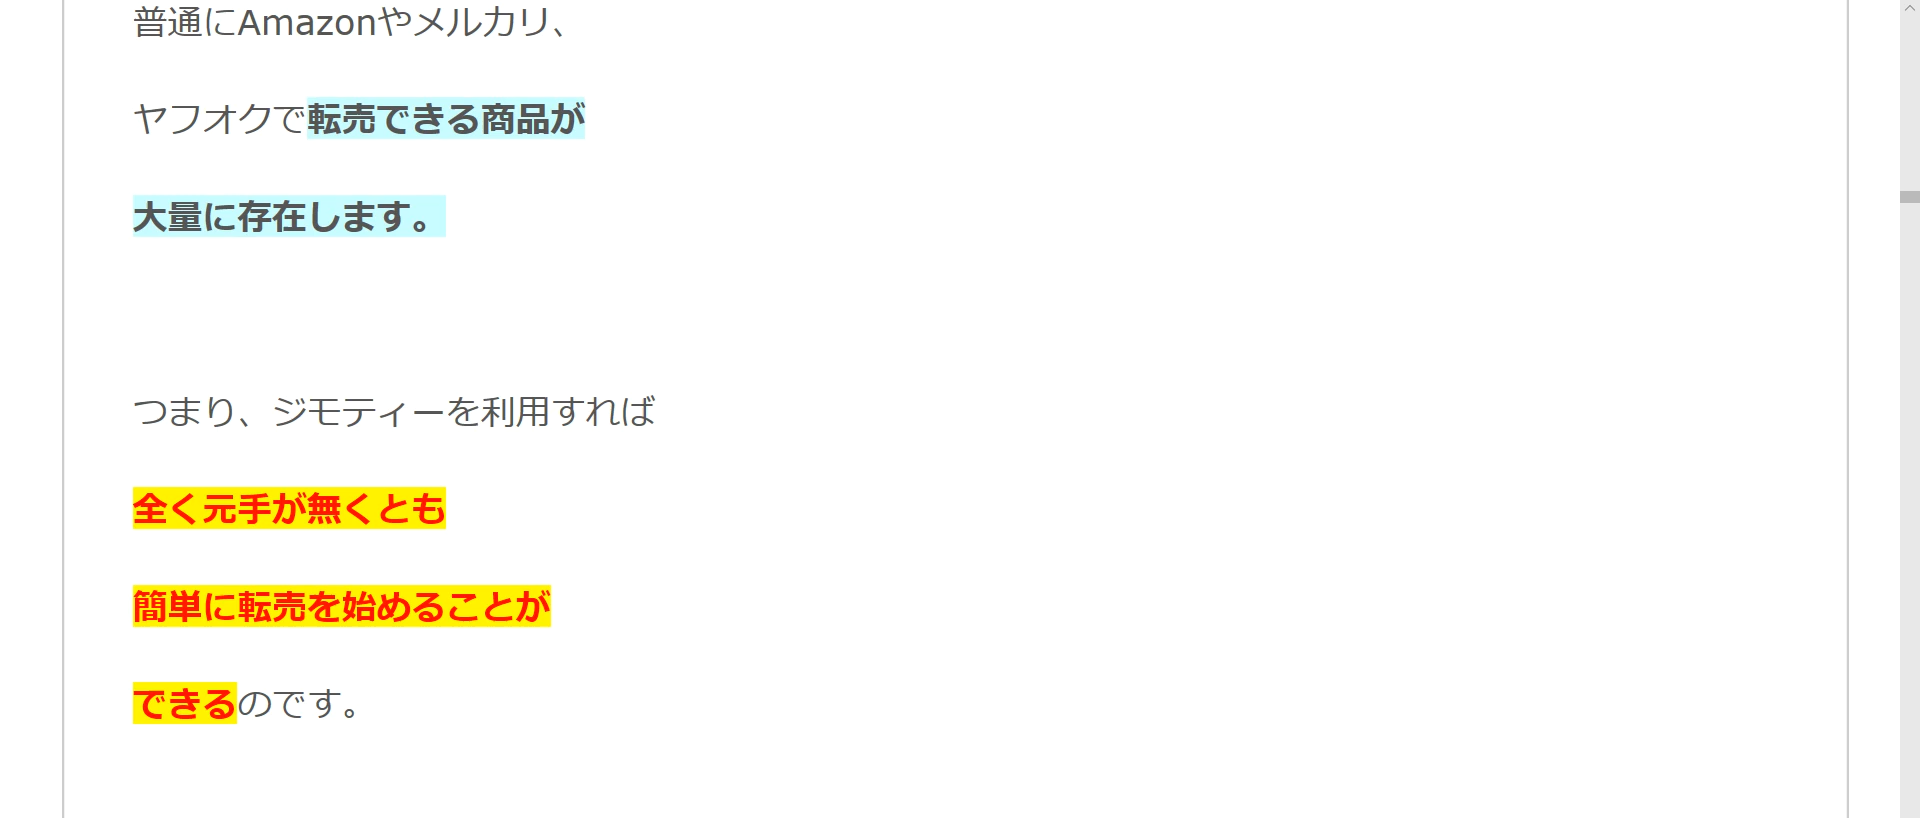 普通にAmazonやメルカリ、
ヤフオクで転売できる商品が
大量に存在します。
つまり、ジモティーを利用すれば
全く元手が無くとも
簡単に転売を始めることが
できるのです。